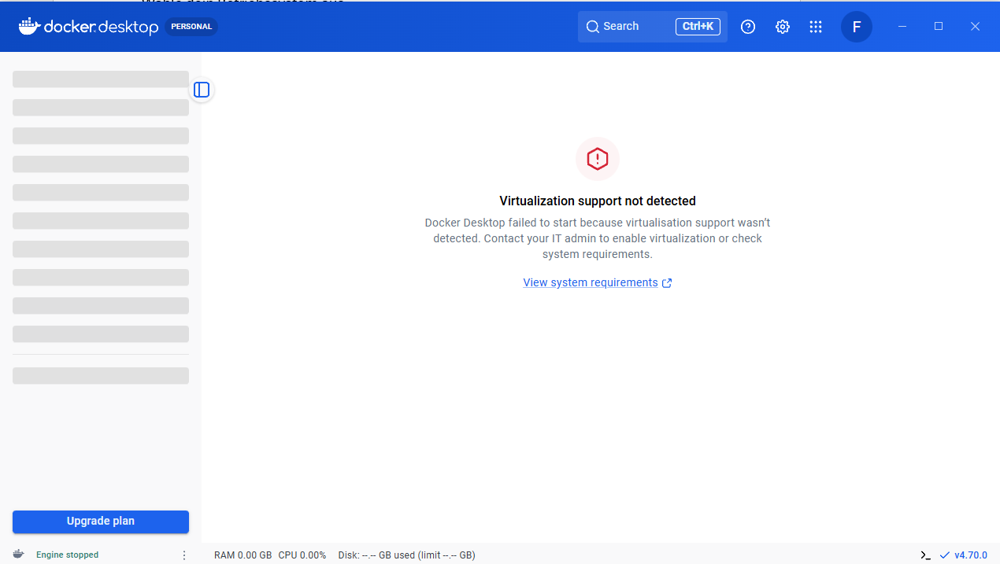 docker.desktop PERSONAL Search Ctrl+K F
Virtualization support not detected
Docker Desktop failed to start because virtualisation support wasn't
detected. Contact your IT admin to enable virtualization or check
system requirements.
View system requirements
Upgrade plan
Engine stopped RAM 0.00 GB CPU 0.00% Disk: --.-- GB used (limit --.-- GB) v4.70.0